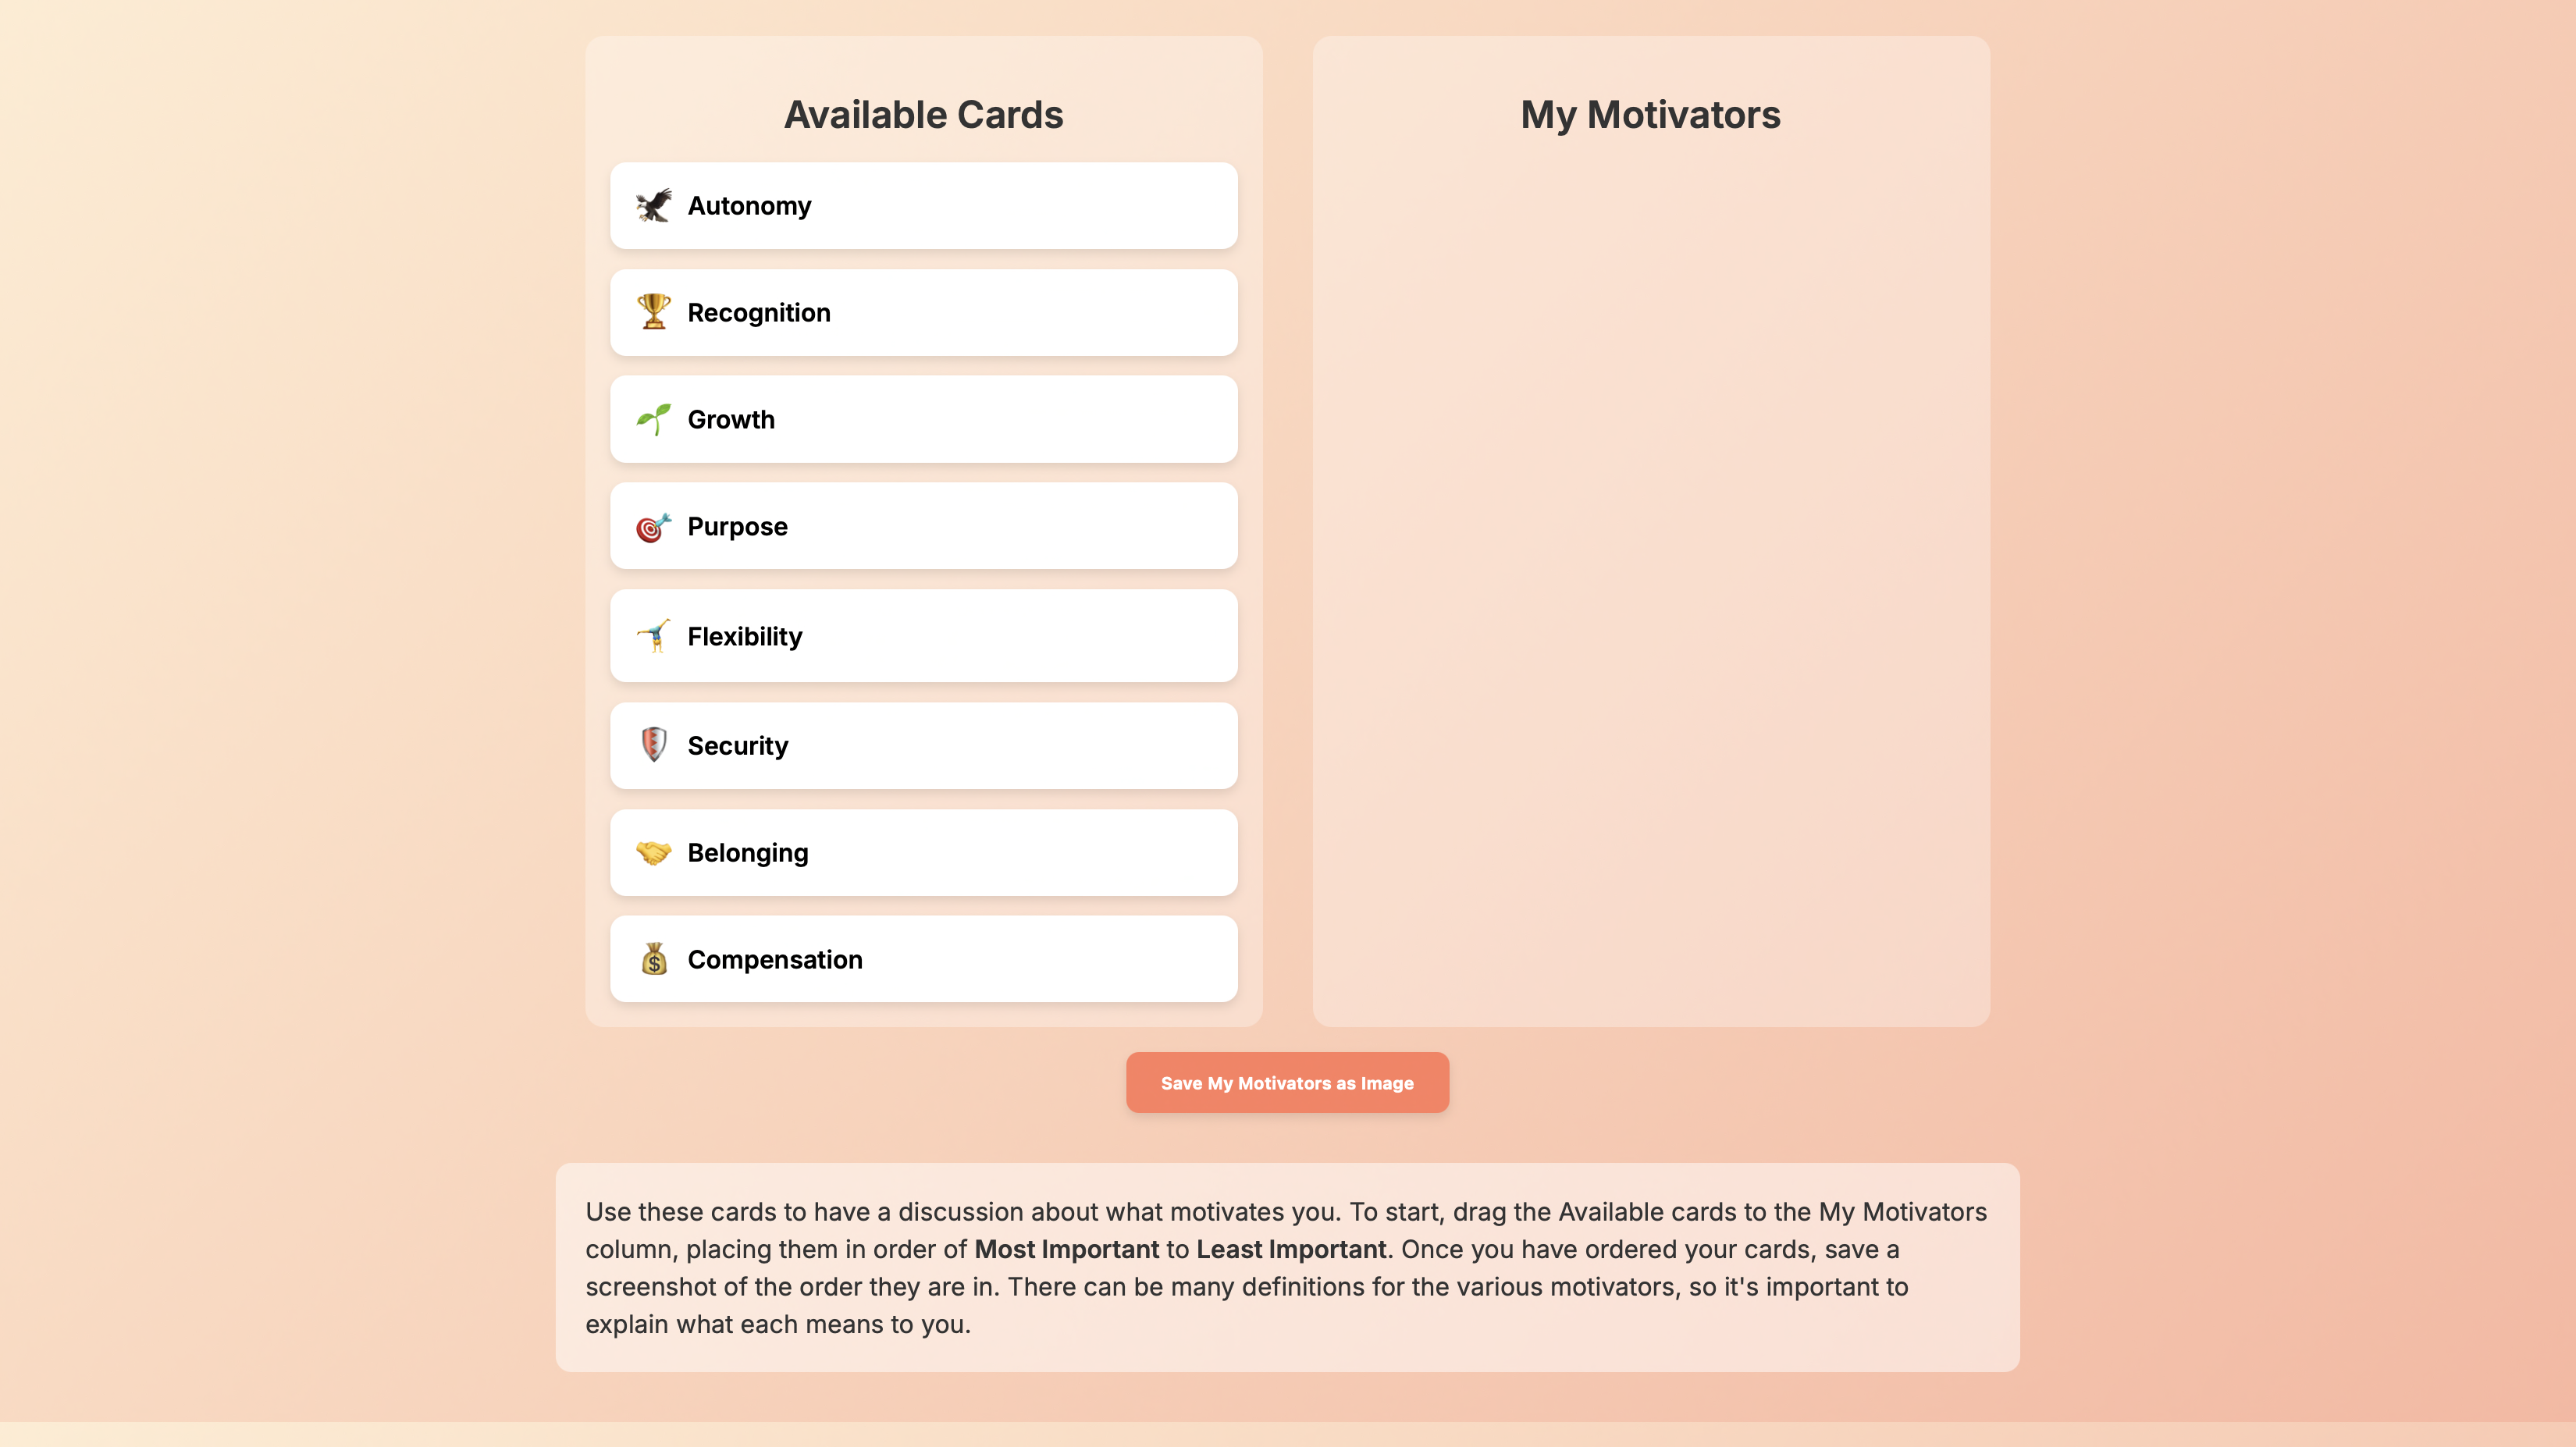 Available Cards
Autonomy
Recognition
Growth
Purpose
Flexibility
Security
Belonging
$
Compensation
My Motivators
Save My Motivators as Image
Use these cards to have a discussion about what motivates you. To start, drag the Available cards to the My Motivators
column, placing them in order of Most Important to Least Important. Once you have ordered your cards, save a
screenshot of the order they are in. There can be many definitions for the various motivators, so it's important to
explain what each means to you.